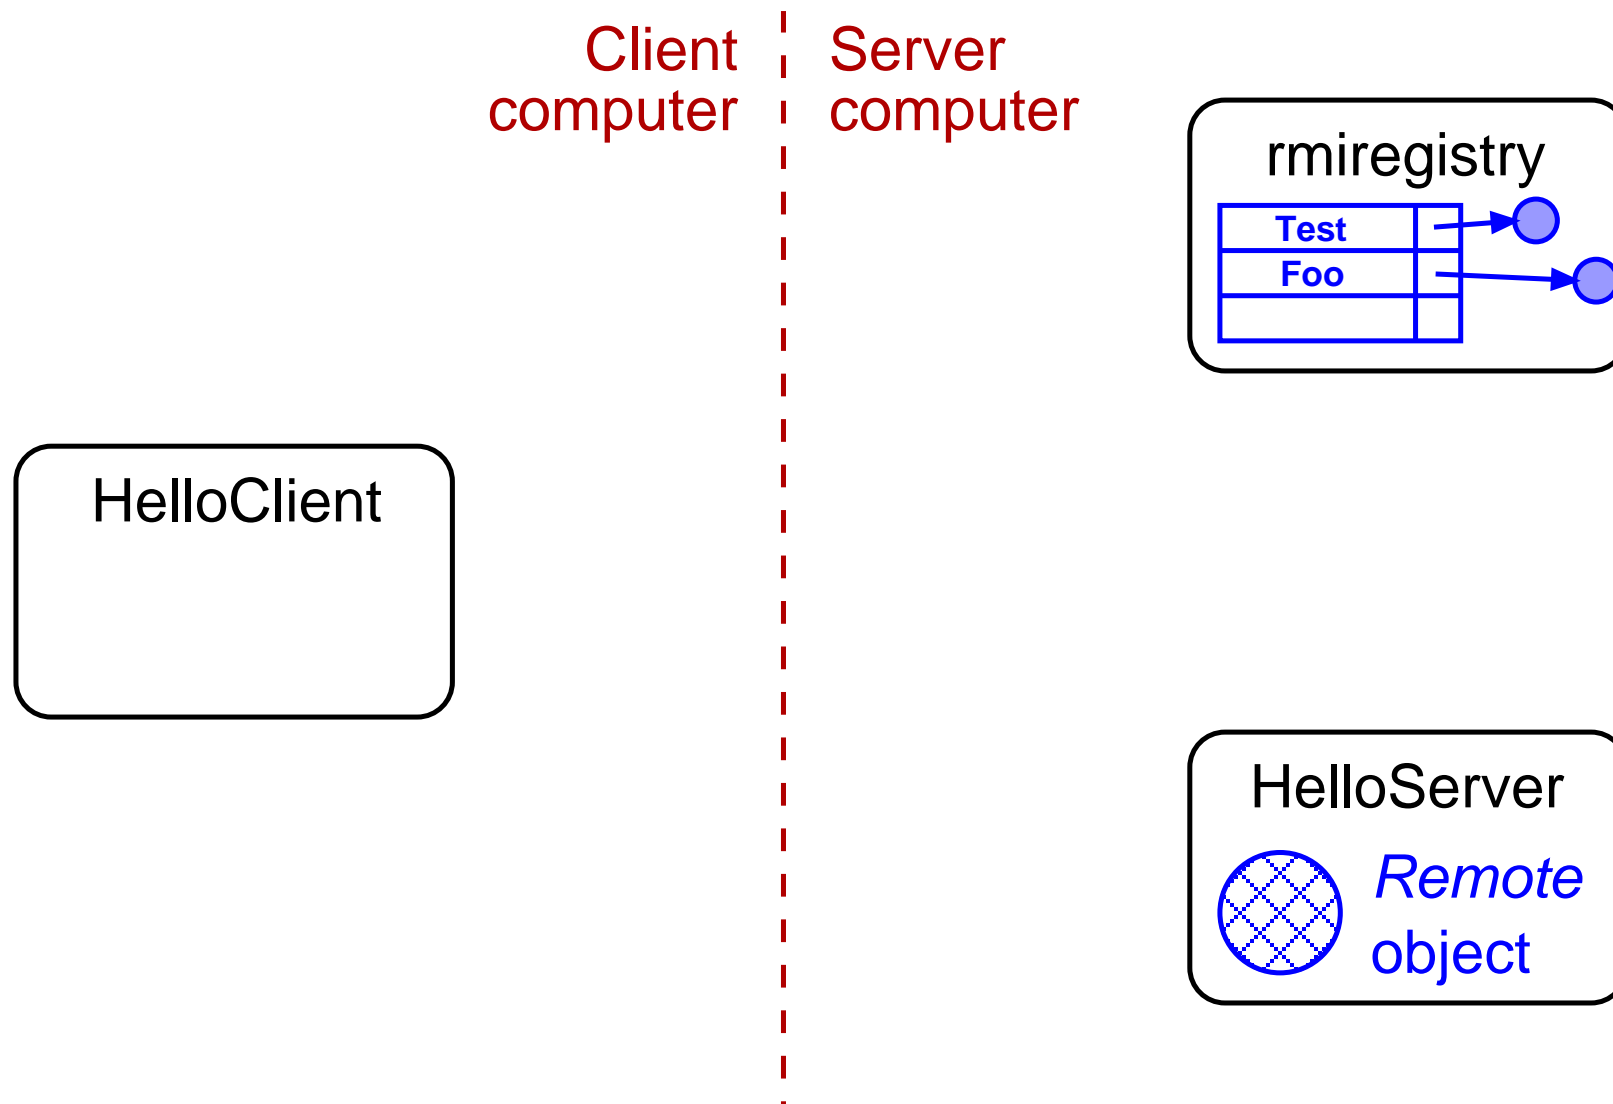 Client
computer
Server
computer
rmiregistry
Test
Foo
HelloClient
HelloServer
Remote
object